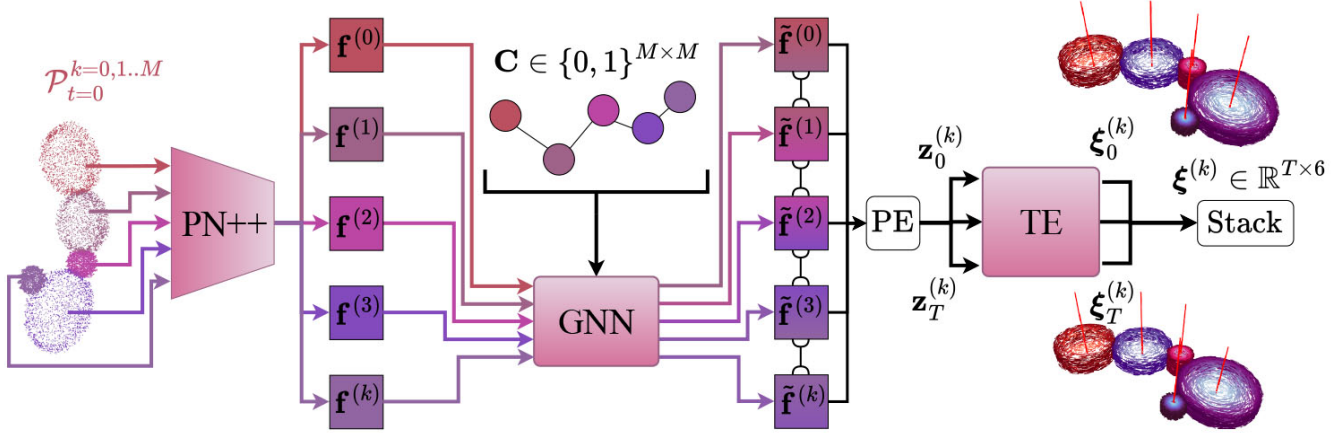 𝒫_{t=0}^{k=0,1..M}
PN++
f^{(0)}
f^{(1)}
f^{(2)}
f^{(3)}
f^{(k)}
C ∈ {0, 1}^{M×M}
GNN
f̃^{(0)}
f̃^{(1)}
f̃^{(2)}
f̃^{(3)}
f̃^{(k)}
PE
z_0^{(k)}
z_T^{(k)}
TE
ξ_0^{(k)}
ξ_T^{(k)}
ξ^{(k)} ∈ ℝ^{T×6}
Stack